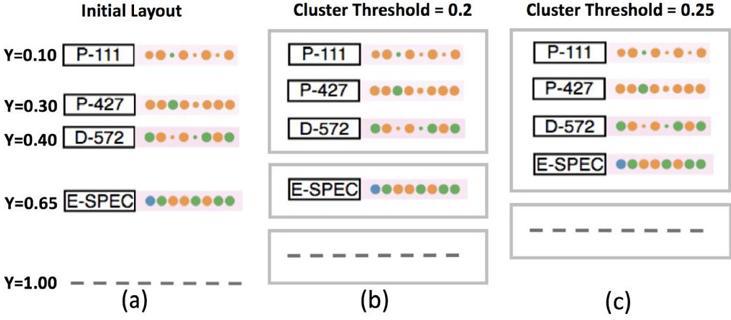 Initial Layout
Cluster Threshold = 0.2
Cluster Threshold = 0.25
Y=0.10 P-111
Y=0.30 P-427
Y=0.40 D-572
Y=0.65 E-SPEC
Y=1.00
P-111
P-427
D-572
E-SPEC
P-111
P-427
D-572
E-SPEC
(a)
(b)
(c)